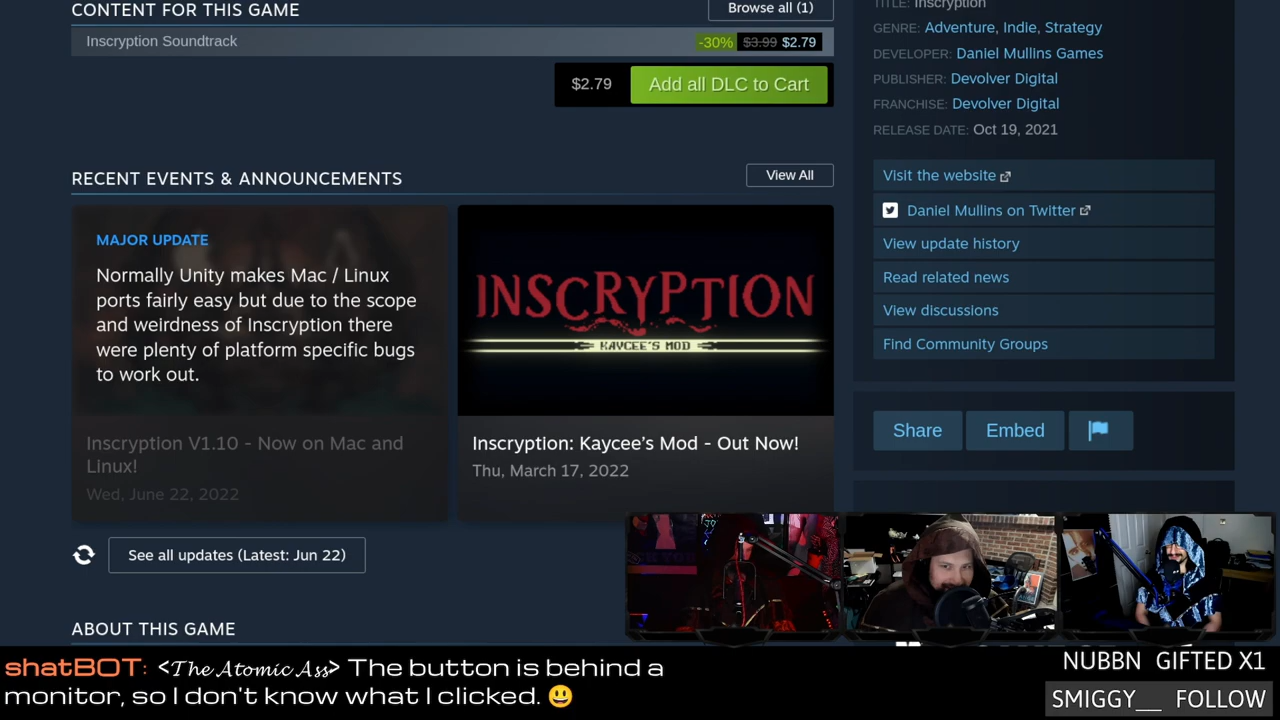 CONTENT FOR THIS GAME
Browse all (1)
Inscryption Soundtrack
-30% $3.99 $2.79
$2.79 Add all DLC to Cart
RECENT EVENTS & ANNOUNCEMENTS
View All
MAJOR UPDATE
Normally Unity makes Mac / Linux
ports fairly easy but due to the scope
and weirdness of Inscryption there
were plenty of platform specific bugs
to work out.
Inscryption V1.10 - Now on Mac and
Linux!
Wed, June 22, 2022
INSCRYPTION
KAYCEE'S MOD
Inscryption: Kaycee's Mod - Out Now!
Thu, March 17, 2022
See all updates (Latest: Jun 22)
ABOUT THIS GAME
TITLE: Inscryption
GENRE: Adventure, Indie, Strategy
DEVELOPER: Daniel Mullins Games
PUBLISHER: Devolver Digital
FRANCHISE: Devolver Digital
RELEASE DATE: Oct 19, 2021
Visit the website
Daniel Mullins on Twitter
View update history
Read related news
View discussions
Find Community Groups
Share
Embed
shatBOT: <𝓣𝓱𝓮 𝓐𝓽𝓸𝓶𝓲𝓬 𝓐𝓼𝓼> The button is behind a
monitor, so I don't know what I clicked. 😃
NUBBN GIFTED X1
SMIGGY__ FOLLOW